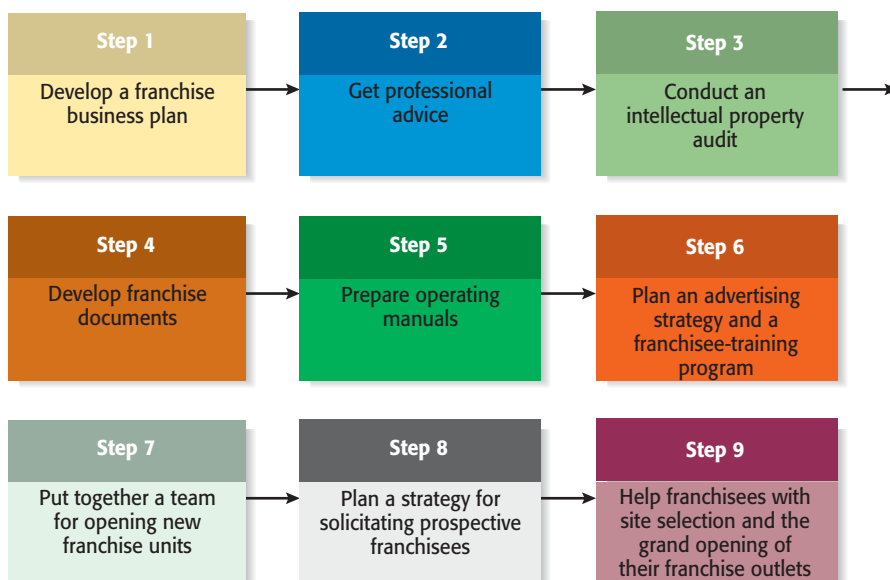 Step 1
Develop a franchise
business plan
Step 2
Get professional
advice
Step 3
Conduct an
intellectual property
audit
Step 4
Develop franchise
documents
Step 5
Prepare operating
manuals
Step 6
Plan an advertising
strategy and a
franchisee-training
program
Step 7
Put together a team
for opening new
franchise units
Step 8
Plan a strategy for
solicitating prospective
franchisees
Step 9
Help franchisees with
site selection and the
grand opening of
their franchise outlets